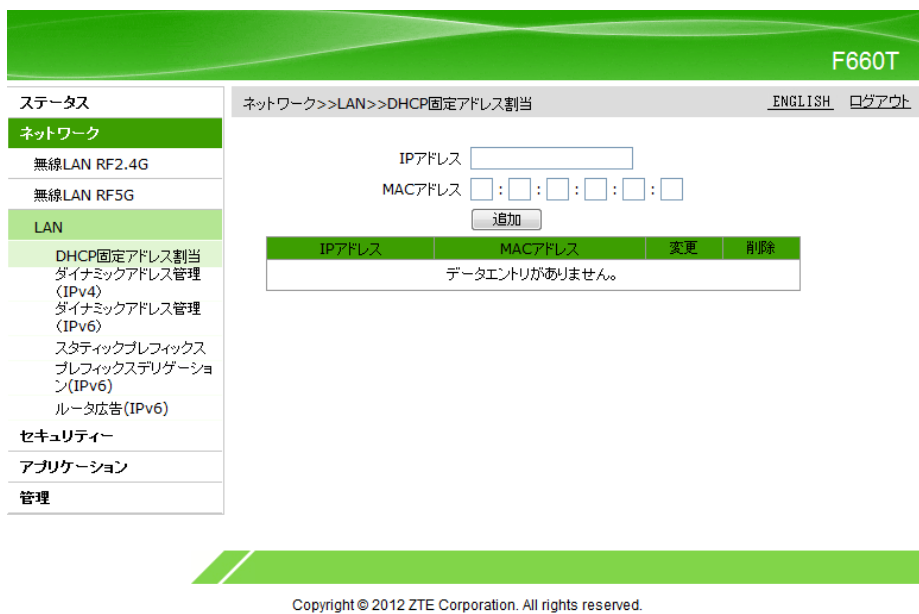 F660T
ステータス
ネットワーク>>LAN>>DHCP固定アドレス割当 ENGLISH ログアウト
ネットワーク
無線LAN RF2.4G
無線LAN RF5G
LAN
DHCP固定アドレス割当
ダイナミックアドレス管理
(IPv4)
ダイナミックアドレス管理
(IPv6)
スタティックプレフィックス
プレフィックスデリゲーショ
ン(IPv6)
ルータ広告(IPv6)
セキュリティー
アプリケーション
管理
IPアドレス
MACアドレス : : : : :
追加
IPアドレス MACアドレス 変更 削除
データエントリがありません。
Copyright © 2012 ZTE Corporation. All rights reserved.